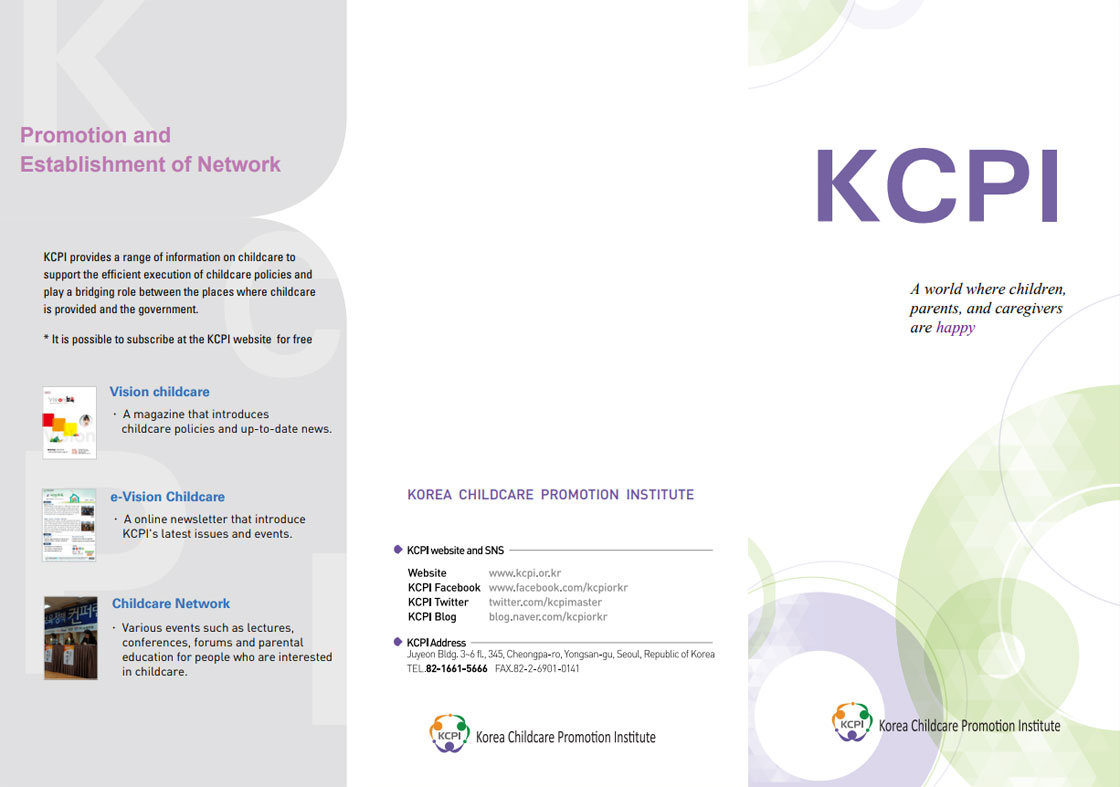 Promotion and
Establishment of Network
KCPI provides a range of information on childcare to
support the efficient execution of childcare policies and
play a bridging role between the places where childcare
is provided and the government.
* It is possible to subscribe at the KCPI website for free
Vision childcare
· A magazine that introduces
childcare policies and up-to-date news.
e-Vision Childcare
· A online newsletter that introduce
KCPI's latest issues and events.
Childcare Network
· Various events such as lectures,
conferences, forums and parental
education for people who are interested
in childcare.
KOREA CHILDCARE PROMOTION INSTITUTE
KCPI website and SNS
Website www.kcpi.or.kr
KCPI Facebook www.facebook.com/kcpiorkr
KCPI Twitter twitter.com/kcpimaster
KCPI Blog blog.naver.com/kcpiorkr
KCPI Address
Juyeon Bldg. 3~6 fl., 345, Cheongpa-ro, Yongsan-gu, Seoul, Republic of Korea
TEL.82-1661-5666 FAX.82-2-6901-0141
KCPI Korea Childcare Promotion Institute
KCPI
A world where children,
parents, and caregivers
are happy
KCPI Korea Childcare Promotion Institute